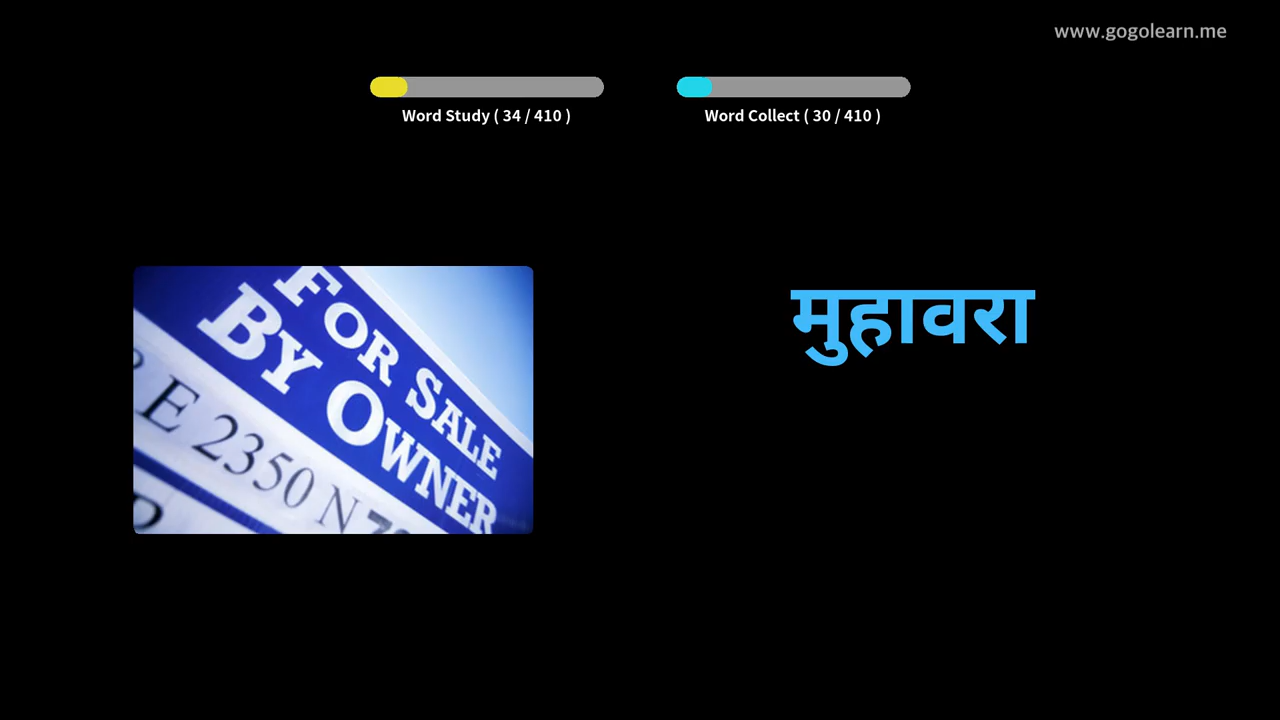 www.gogolearn.me
Word Study ( 34 / 410 )
Word Collect ( 30 / 410 )
मुहावरा
FOR SALE
BY OWNER
E 2350 N